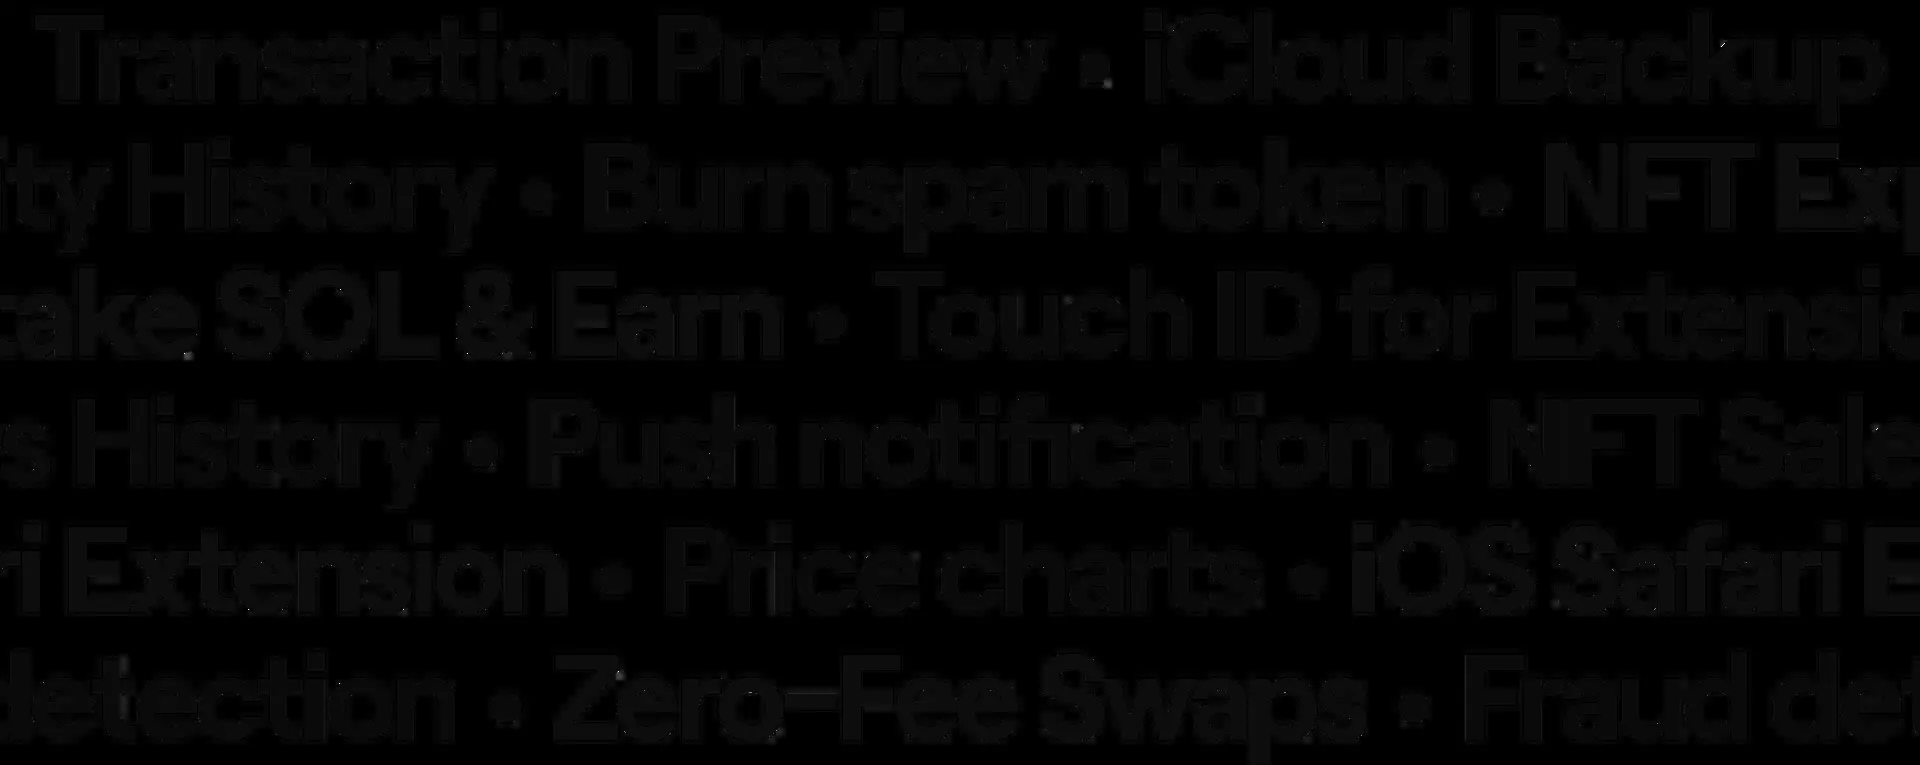 Transaction Preview • iCloud Backup
ity History • Burn spam token • NFT Exp
take SOL & Earn • Touch ID for Extensio
s History • Push notification • NFT Sale
ri Extension • Price charts • iOS Safari E
detection • Zero-Fee Swaps • Fraud det